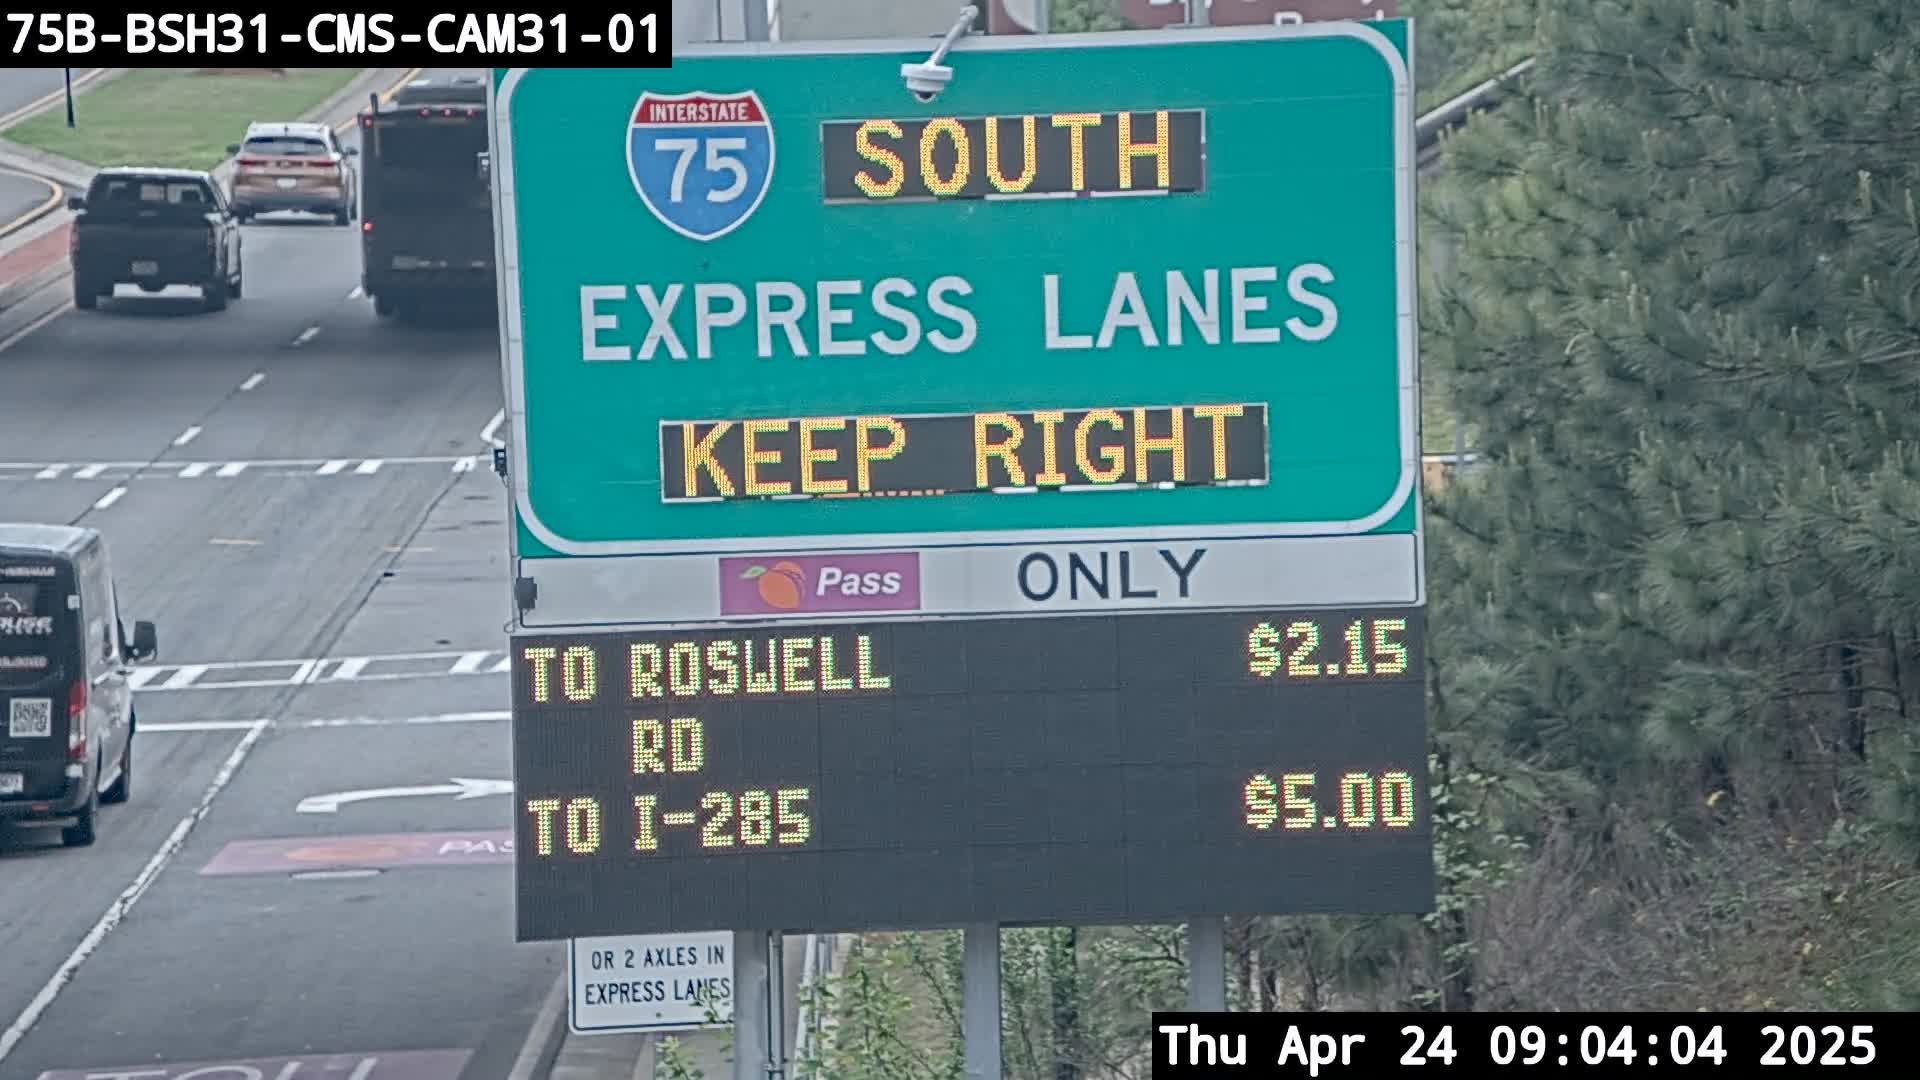 75B-BSH31-CMS-CAM31-01
INTERSTATE
75
SOUTH
EXPRESS LANES
KEEP RIGHT
Pass
ONLY
TO ROSWELL $2.15
RD
TO I-285 $5.00
OR 2 AXLES IN
EXPRESS LANES
TOLL
Thu Apr 24 09:04:04 2025